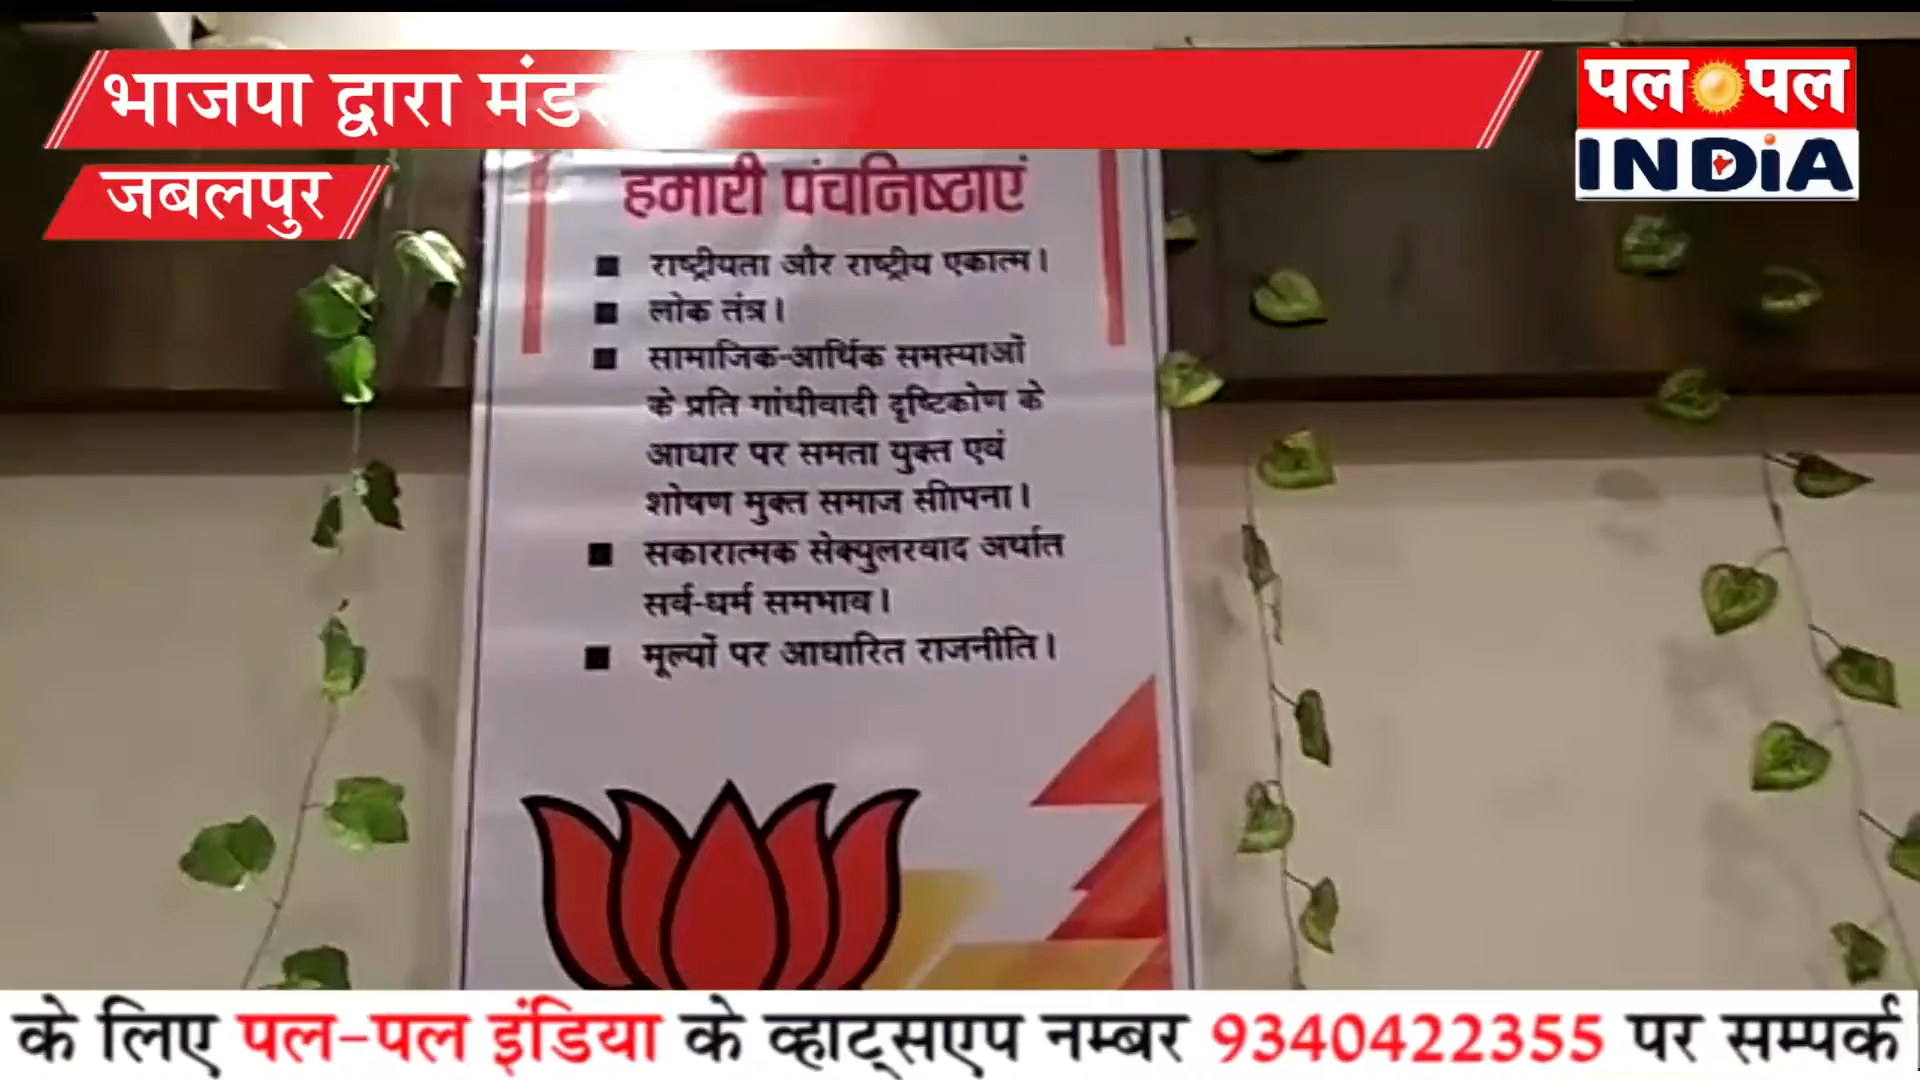 भाजपा द्वारा
पल पल
INDIA
जबलपुर
हमारी पंचनिष्ठाएं
■ राष्ट्रीयता और राष्ट्रीय एकात्म।
■ लोक तंत्र।
■ सामाजिक-आर्थिक समस्याओं
के प्रति गांधीवादी दृष्टिकोण के
आधार पर समता युक्त एवं
शोषण मुक्त समाज सीापना।
■ सकारात्मक सेक्युलरवाद अर्थात
सर्व-धर्म समभाव।
■ मूल्यों पर आधारित राजनीति।
के लिए पल-पल इंडिया के व्हाट्सएप नम्बर 9340422355 पर सम्पर्क